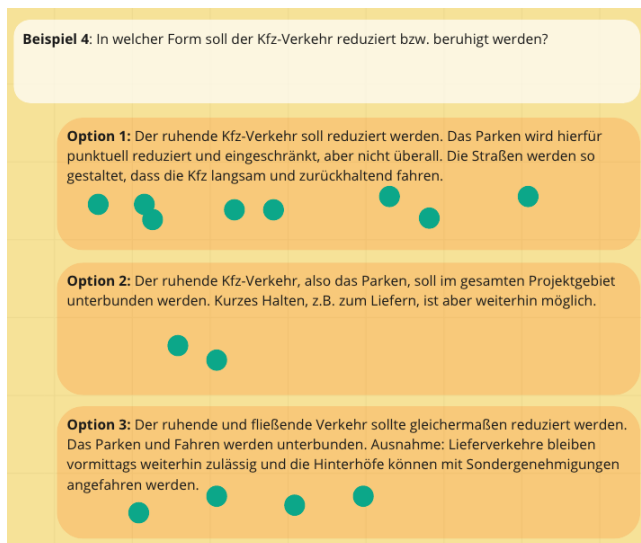 Beispiel 4: In welcher Form soll der Kfz-Verkehr reduziert bzw. beruhigt werden?
Option 1: Der ruhende Kfz-Verkehr soll reduziert werden. Das Parken wird hierfür
punktuell reduziert und eingeschränkt, aber nicht überall. Die Straßen werden so
gestaltet, dass die Kfz langsam und zurückhaltend fahren.
Option 2: Der ruhende Kfz-Verkehr, also das Parken, soll im gesamten Projektgebiet
unterbunden werden. Kurzes Halten, z.B. zum Liefern, ist aber weiterhin möglich.
Option 3: Der ruhende und fließende Verkehr sollte gleichermaßen reduziert werden.
Das Parken und Fahren werden unterbunden. Ausnahme: Lieferverkehre bleiben
vormittags weiterhin zulässig und die Hinterhöfe können mit Sondergenehmigungen
angefahren werden.